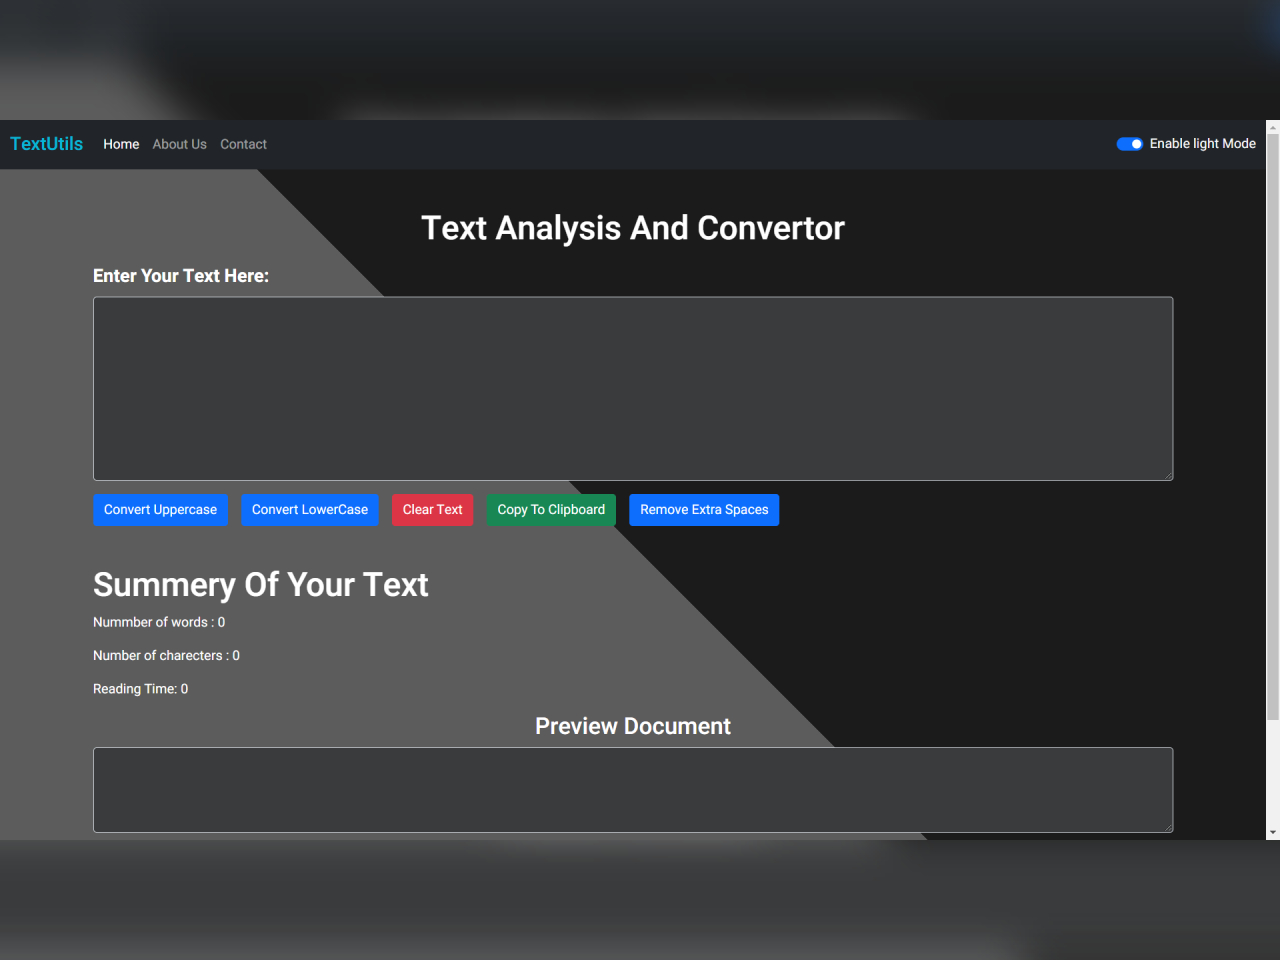 TextUtils Home About Us Contact Enable light Mode
Text Analysis And Convertor
Enter Your Text Here:
Convert Uppercase Convert LowerCase Clear Text Copy To Clipboard Remove Extra Spaces
Summery Of Your Text
Nummber of words : 0
Number of charecters : 0
Reading Time: 0
Preview Document